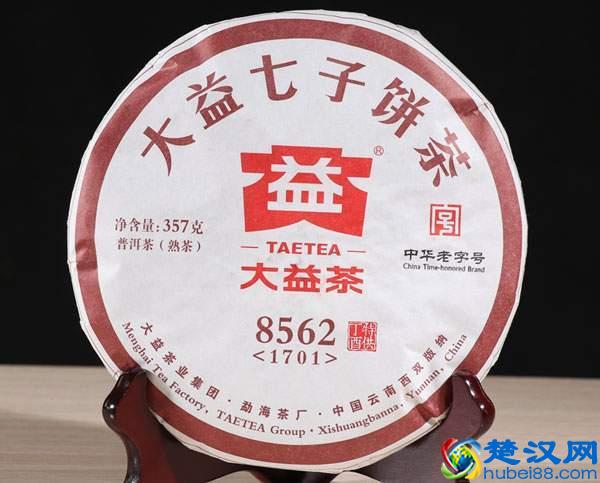 大益七子饼茶
益
®
TAETEA
大益茶
净含量:357克
普洱茶(熟茶)
中华老字号
China Time-honored Brand
8562
<1701>
特供
丁酉
大益茶业集团·勐海茶厂·中国云南西双版纳
Menghai Tea Factory, TAETEA Group·Xishuangbanna, Yunnan, China
楚汉网
hubei88.com